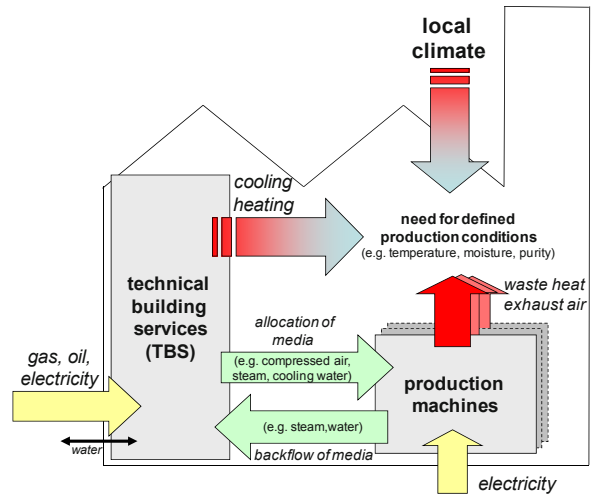 local
climate
cooling
heating
need for defined
production conditions
(e.g. temperature, moisture, purity)
technical
building
services
(TBS)
waste heat
exhaust air
allocation of
media
(e.g. compressed air,
steam, cooling water)
gas, oil,
electricity
production
machines
(e.g. steam,water)
water
backflow of media
electricity